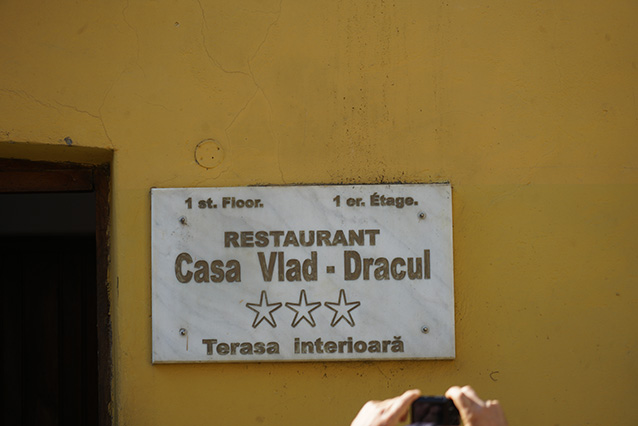 1 st. Floor. 1 er. Étage.
RESTAURANT
Casa Vlad - Dracul
Terasa interioară